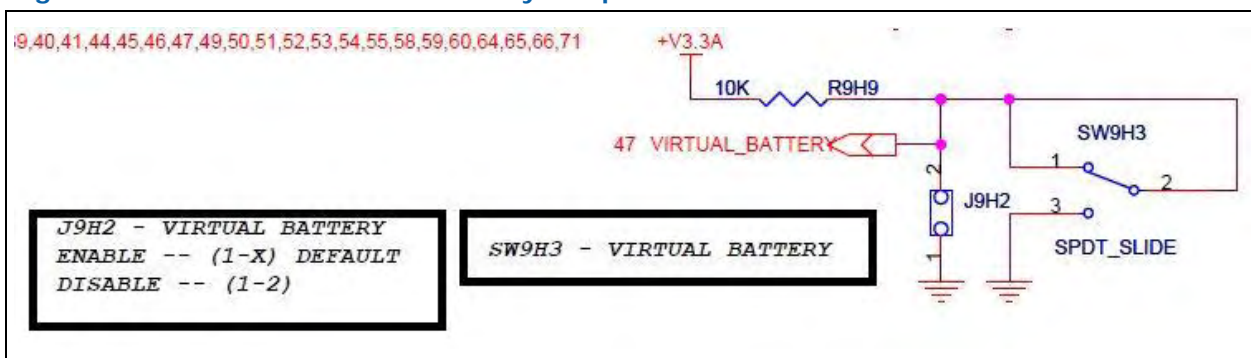 39,40,41,44,45,46,47,49,50,51,52,53,54,55,58,59,60,64,65,66,71
+V3.3A
10K
R9H9
47 VIRTUAL_BATTERY
SW9H3
1
2
3
SPDT_SLIDE
2
J9H2
1
J9H2 - VIRTUAL BATTERY
ENABLE -- (1-X) DEFAULT
DISABLE -- (1-2)
SW9H3 - VIRTUAL BATTERY